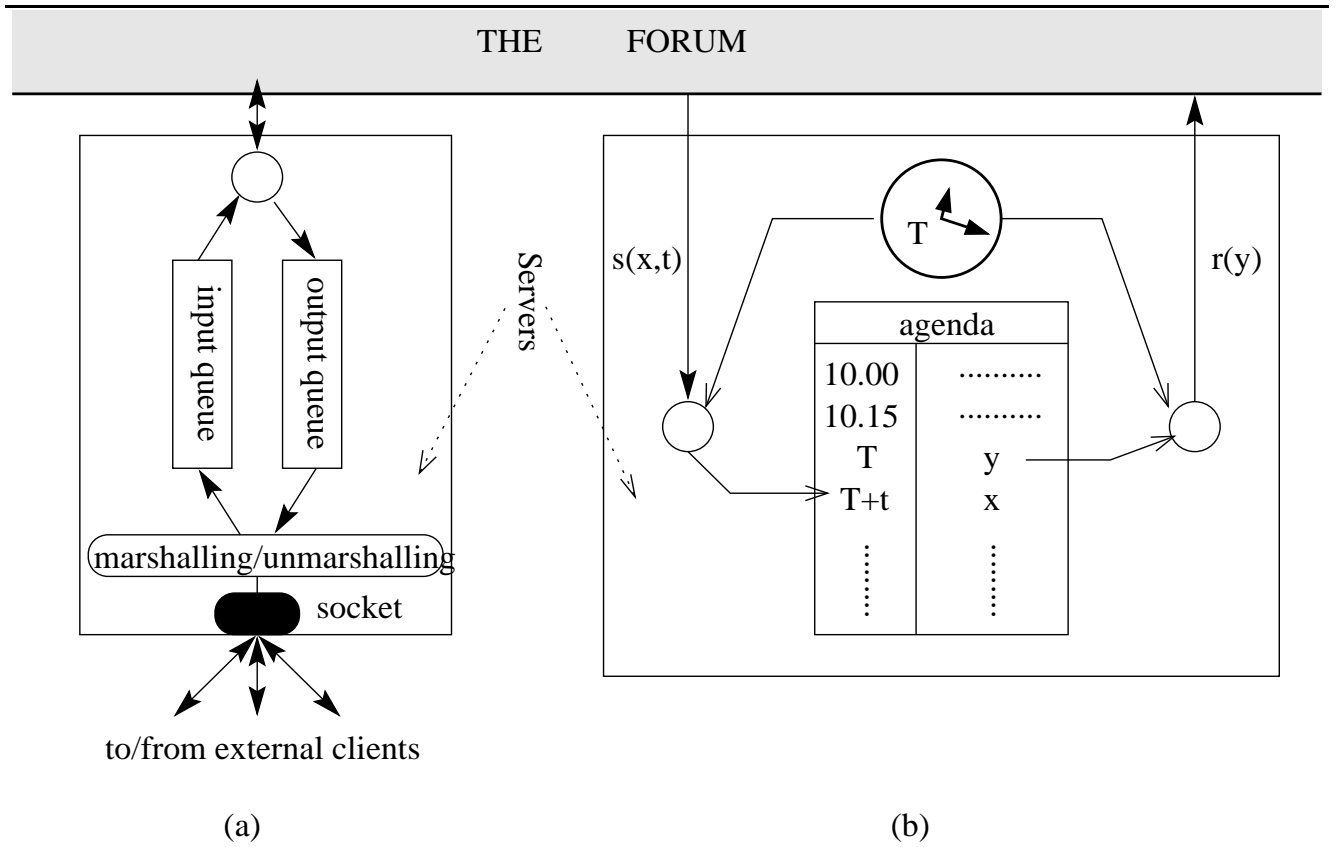 THE FORUM
input queue
output queue
marshalling/unmarshalling
socket
to/from external clients
(a)
Servers
s(x,t)
T
r(y)
agenda
10.00 ..........
10.15 ..........
T y
T+t x
(b)